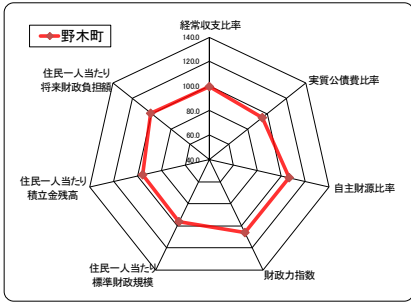 野木町
経常収支比率
140.0
120.0
100.0
80.0
60.0
40.0
実質公債費比率
自主財源比率
財政力指数
住民一人当たり
標準財政規模
住民一人当たり
積立金残高
住民一人当たり
将来財政負担額